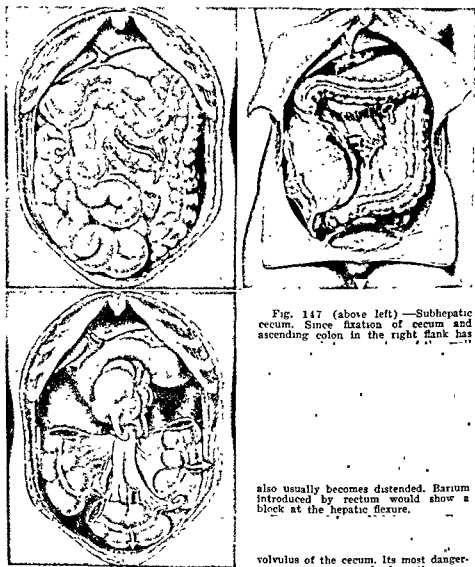 Fig. 147 (above left)—Subhepatic
cecum. Since fixation of cecum and
ascending colon in the right flank has
also usually becomes distended. Barium
introduced by rectum would show a
block at the hepatic flexure.
volvulus of the cecum. Its most danger-